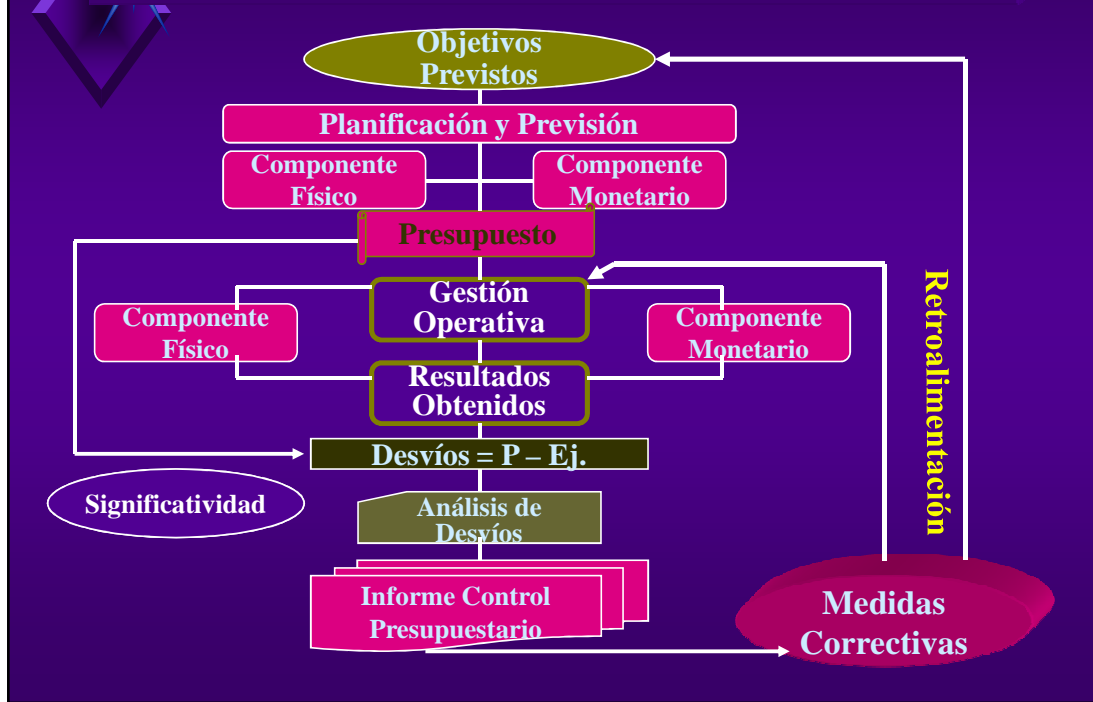 Objetivos
Previstos
Planificación y Previsión
Componente
Físico
Componente
Monetario
Presupuesto
Gestión
Operativa
Componente
Físico
Componente
Monetario
Resultados
Obtenidos
Desvíos = P – Ej.
Significatividad
Análisis de
Desvíos
Informe Control
Presupuestario
Medidas
Correctivas
Retroalimentación